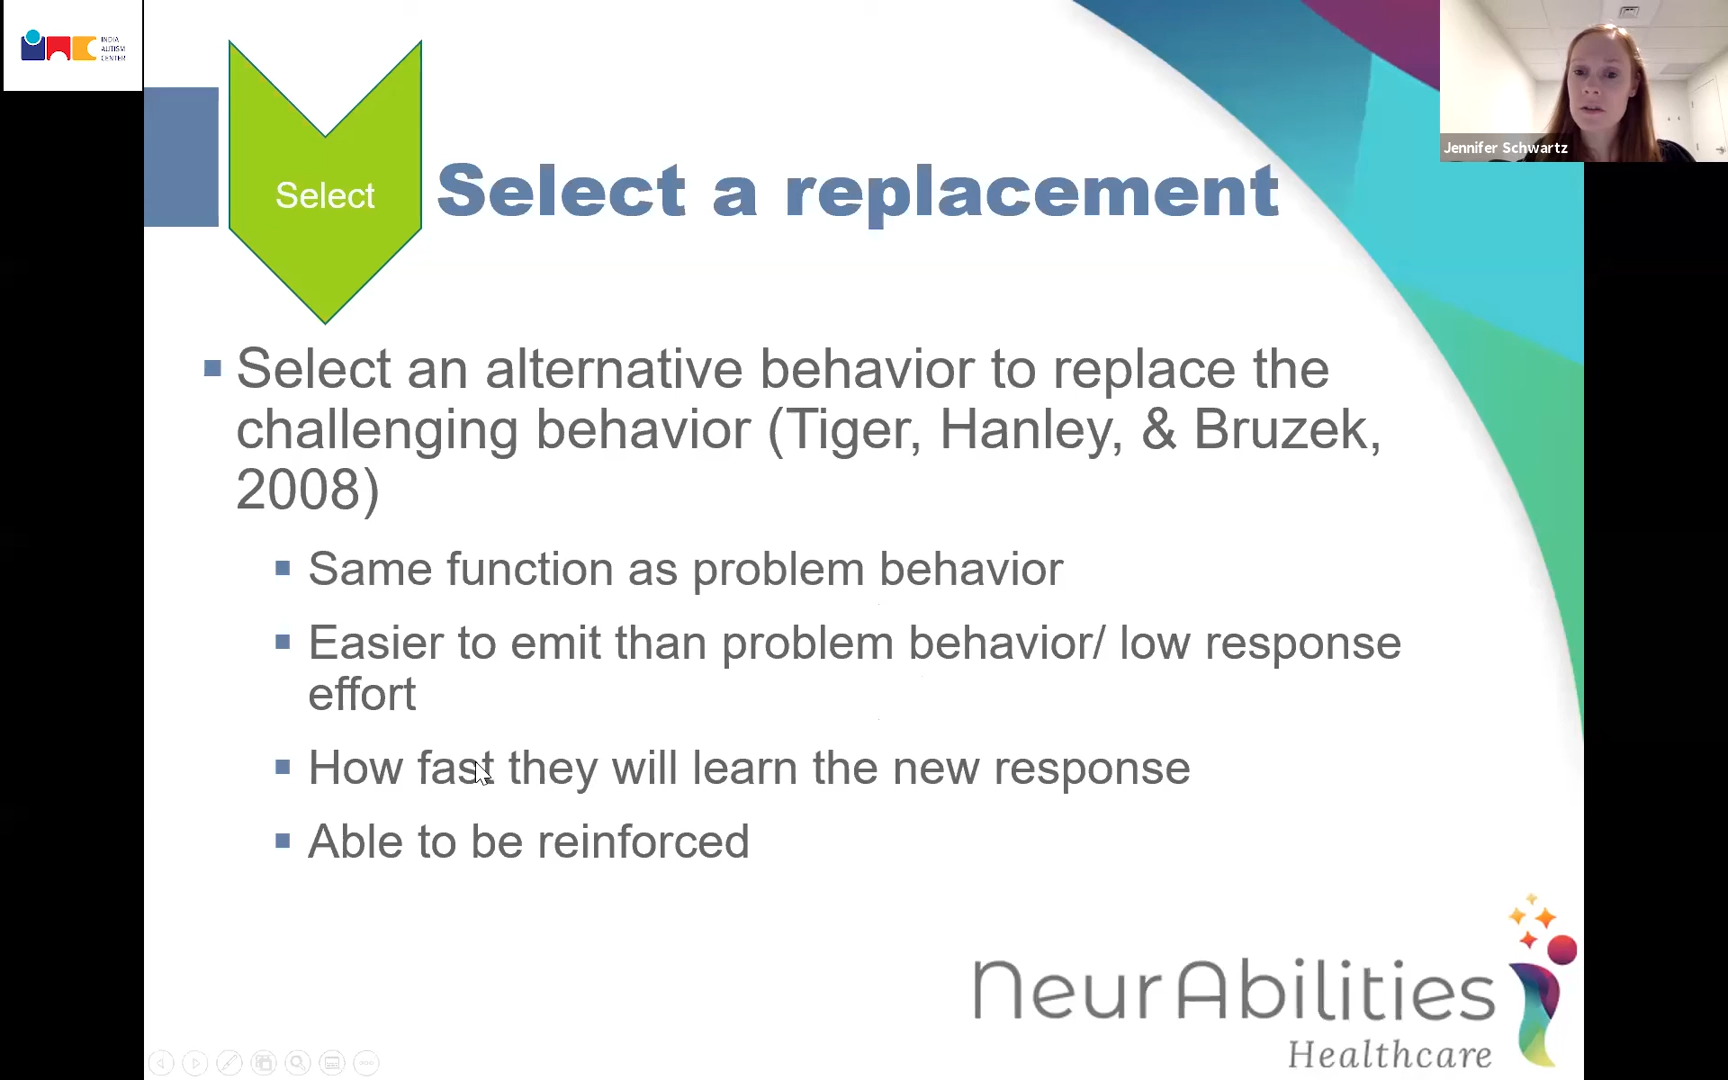 INDIA
AUTISM
CENTER
Select
Select a replacement
Jennifer Schwartz
Select an alternative behavior to replace the
challenging behavior (Tiger, Hanley, & Bruzek,
2008)
Same function as problem behavior
Easier to emit than problem behavior/ low response
effort
How fast they will learn the new response
Able to be reinforced
NeurAbilities
Healthcare